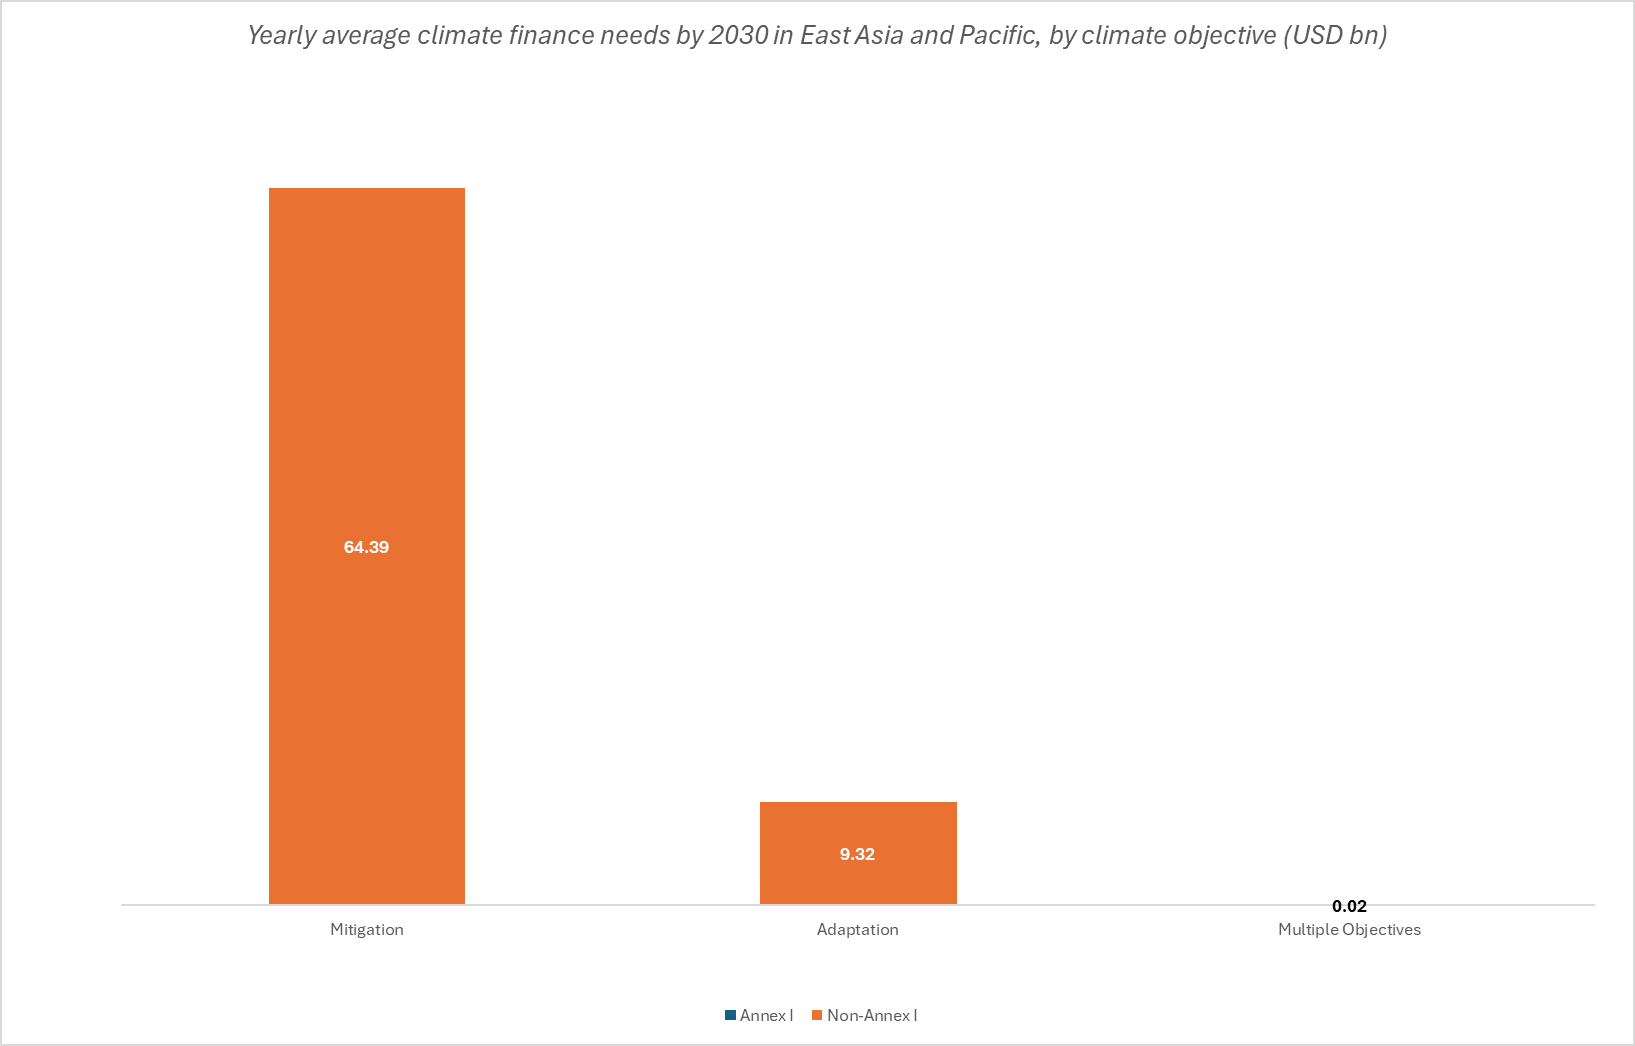 Yearly average climate finance needs by 2030 in East Asia and Pacific, by climate objective (USD bn)
64.39
9.32
0.02
Mitigation
Adaptation
Multiple Objectives
Annex I
Non-Annex I